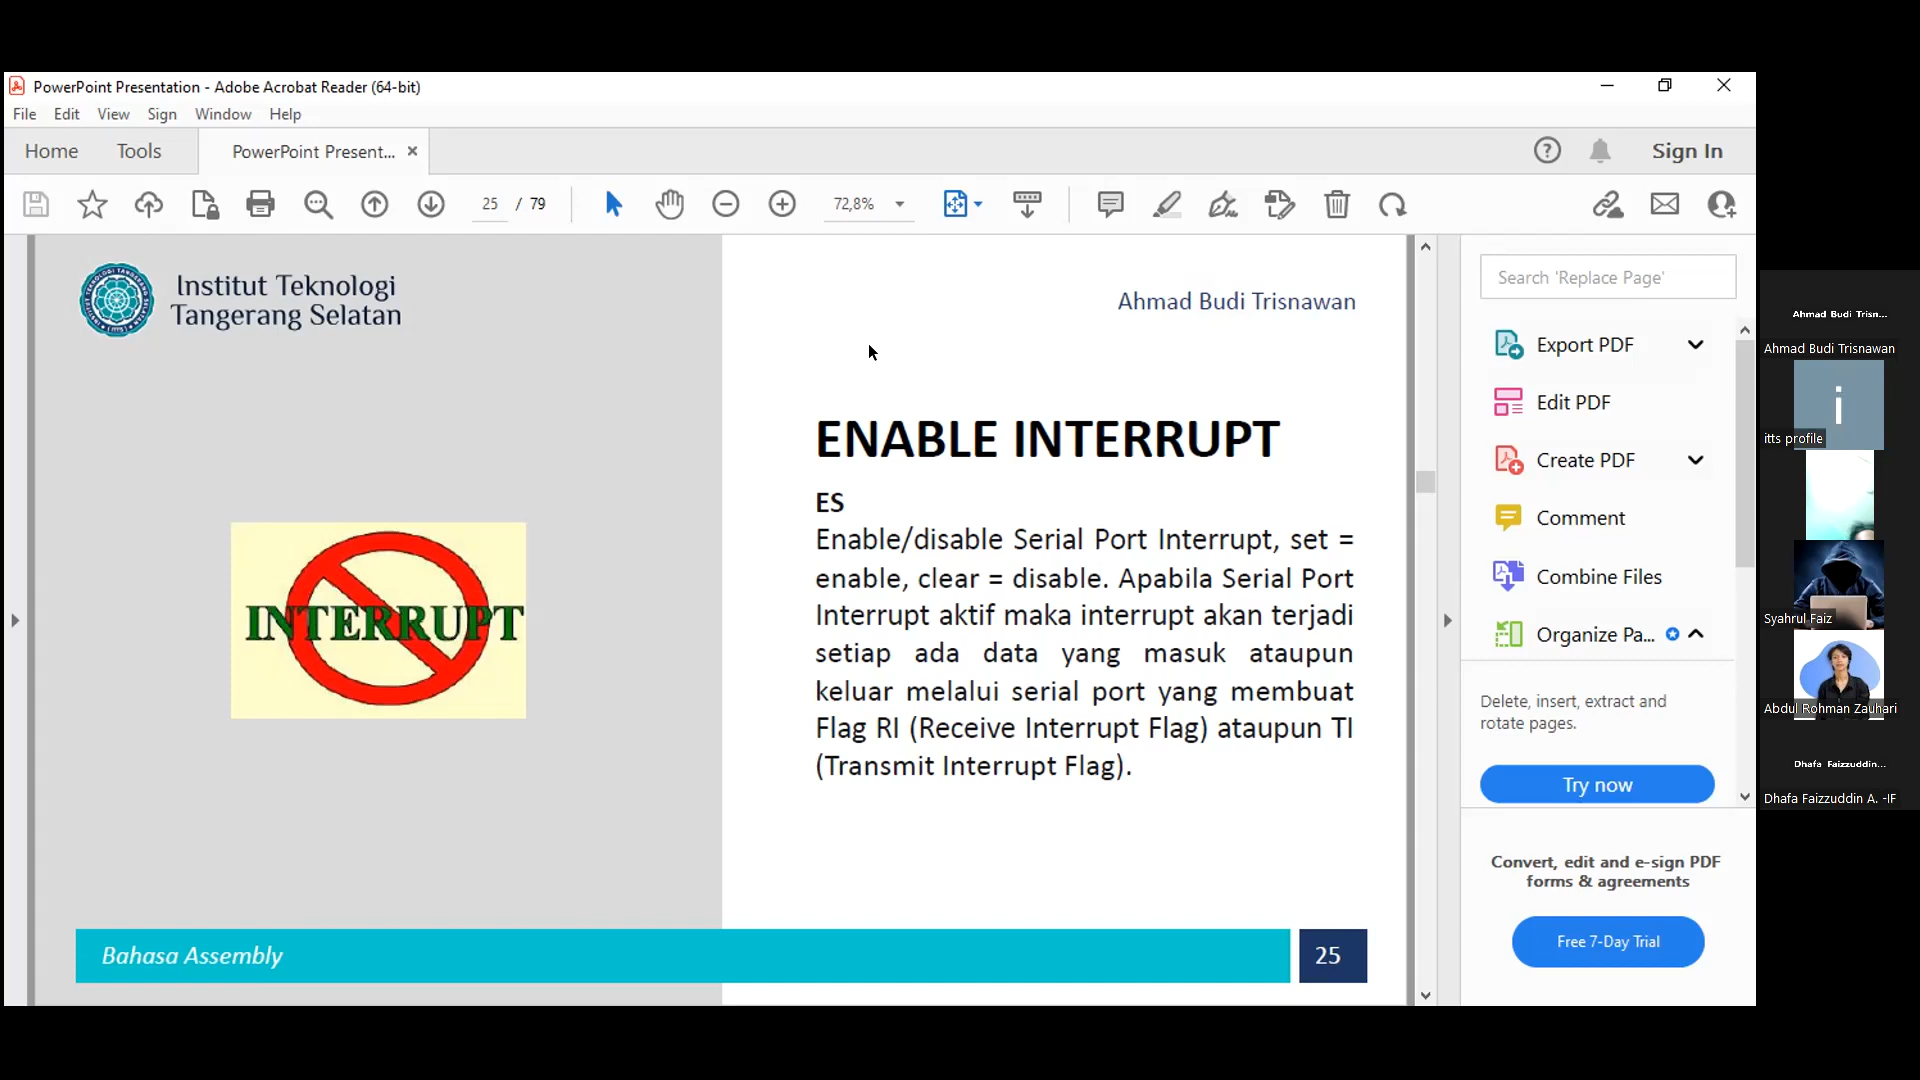 PowerPoint Presentation - Adobe Acrobat Reader (64-bit)
File Edit View Sign Window Help
Home Tools PowerPoint Present...
Sign In
25 / 79
72,8%
Institut Teknologi
Tangerang Selatan
Ahmad Budi Trisnawan
INTERRUPT
ENABLE INTERRUPT
ES
Enable/disable Serial Port Interrupt, set =
enable, clear = disable. Apabila Serial Port
Interrupt aktif maka interrupt akan terjadi
setiap ada data yang masuk ataupun
keluar melalui serial port yang membuat
Flag RI (Receive Interrupt Flag) ataupun TI
(Transmit Interrupt Flag).
Bahasa Assembly
25
Search 'Replace Page'
Export PDF
Edit PDF
Create PDF
Comment
Combine Files
Organize Pa...
Delete, insert, extract and
rotate pages.
Try now
Convert, edit and e-sign PDF
forms & agreements
Free 7-Day Trial
Ahmad Budi Trisn...
Ahmad Budi Trisnawan
i
itts profile
Syahrul Faiz
Abdul Rohman Zauhari
Dhafa Faizzuddin...
Dhafa Faizzuddin A. -IF